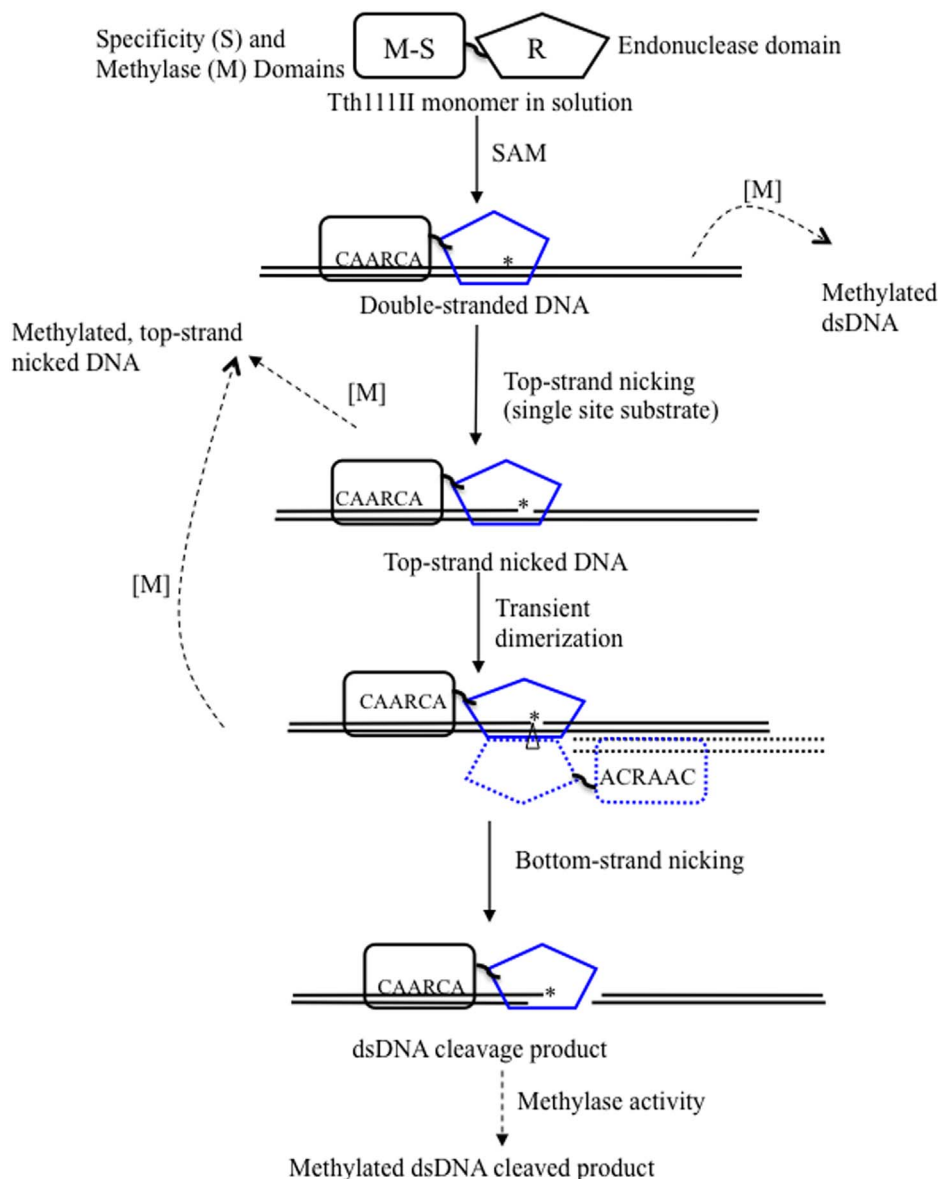 Specificity (S) and
Methylase (M) Domains
M-S
R
Endonuclease domain
Tth111II monomer in solution
SAM
[M]
CAARCA
*
Double-stranded DNA
Methylated
dsDNA
Methylated, top-strand
nicked DNA
[M]
Top-strand nicking
(single site substrate)
CAARCA
*
Top-strand nicked DNA
[M]
Transient
dimerization
CAARCA
*
ACRAAC
Bottom-strand nicking
CAARCA
*
dsDNA cleavage product
Methylase activity
Methylated dsDNA cleaved product